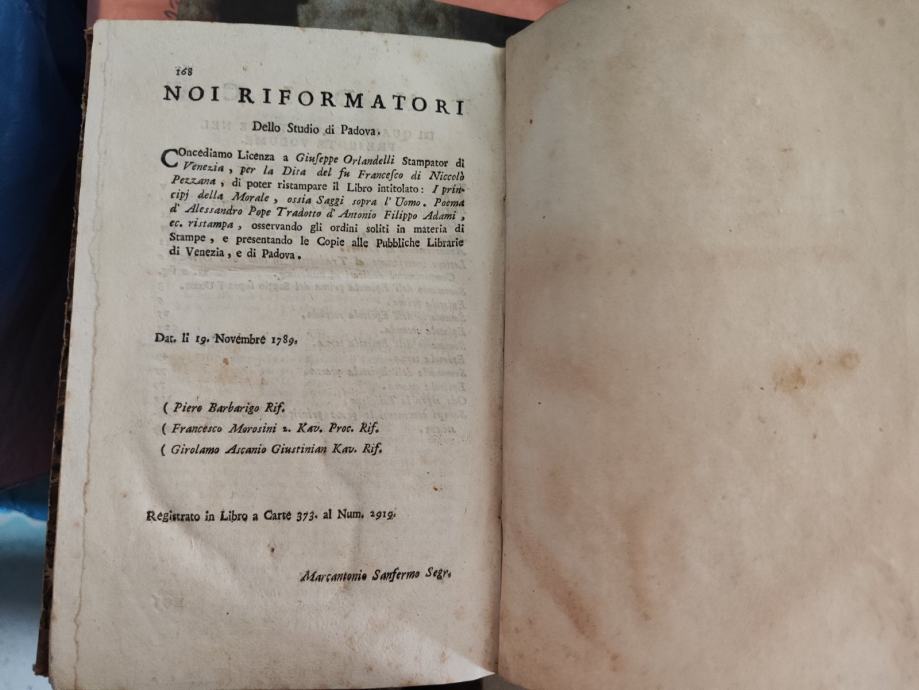 168
NOI RIFORMATORI
Dello Studio di Padova.
COncediamo Licenza a Giuseppe Orlandelli Stampator di
Venezia, per la Dita del fu Francesco di Niccolò
Pezzana, di poter ristampare il Libro intitolato: I prin-
cipj della Morale, ossia Saggi sopra l'Uomo. Poema
d'Alessandro Pope Tradotto d'Antonio Filippo Adami,
ec. ristampa, osservando gli ordini soliti in materia di
Stampe, e presentando le Copie alle Pubbliche Librarie
di Venezia, e di Padova.
Dat. lì 19. Novembre 1789.
( Piero Barbarigo Rif.
( Francesco Morosini 2. Kav. Proc. Rif.
( Girolamo Ascanio Giustinian Kav. Rif.
Registrato in Libro a Carte 373. al Num. 2919.
Marcantonio Sanfermo Segr.